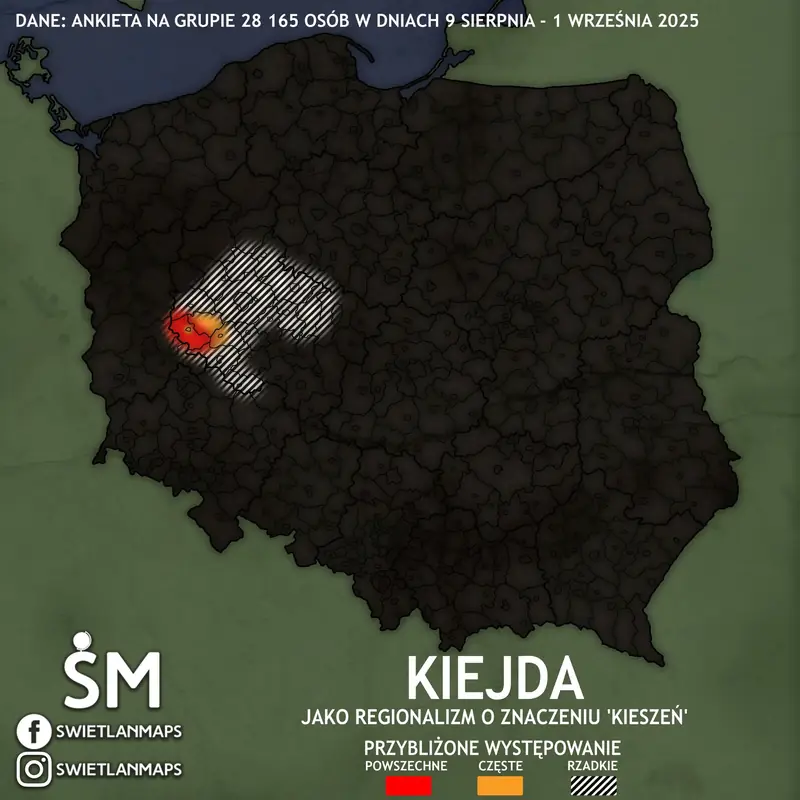 DANE: ANKIETA NA GRUPIE 28 165 OSÓB W DNIACH 9 SIERPNIA - 1 WRZEŚNIA 2025
ŚM
SWIETLANMAPS
SWIETLANMAPS
KIEJDA
JAKO REGIONALIZM O ZNACZENIU 'KIESZEŃ'
PRZYBLIŻONE WYSTĘPOWANIE
POWSZECHNE CZĘSTE RZADKIE